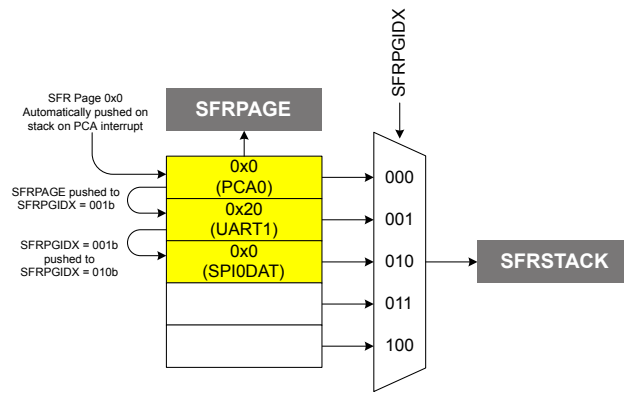 SFRPGIDX
SFR Page 0x0
Automatically pushed on
stack on PCA interrupt
SFRPAGE
0x0
(PCA0)
000
SFRPAGE pushed to
SFRPGIDX = 001b
0x20
(UART1)
001
SFRPGIDX = 001b
pushed to
SFRPGIDX = 010b
0x0
(SPI0DAT)
010
SFRSTACK
011
100